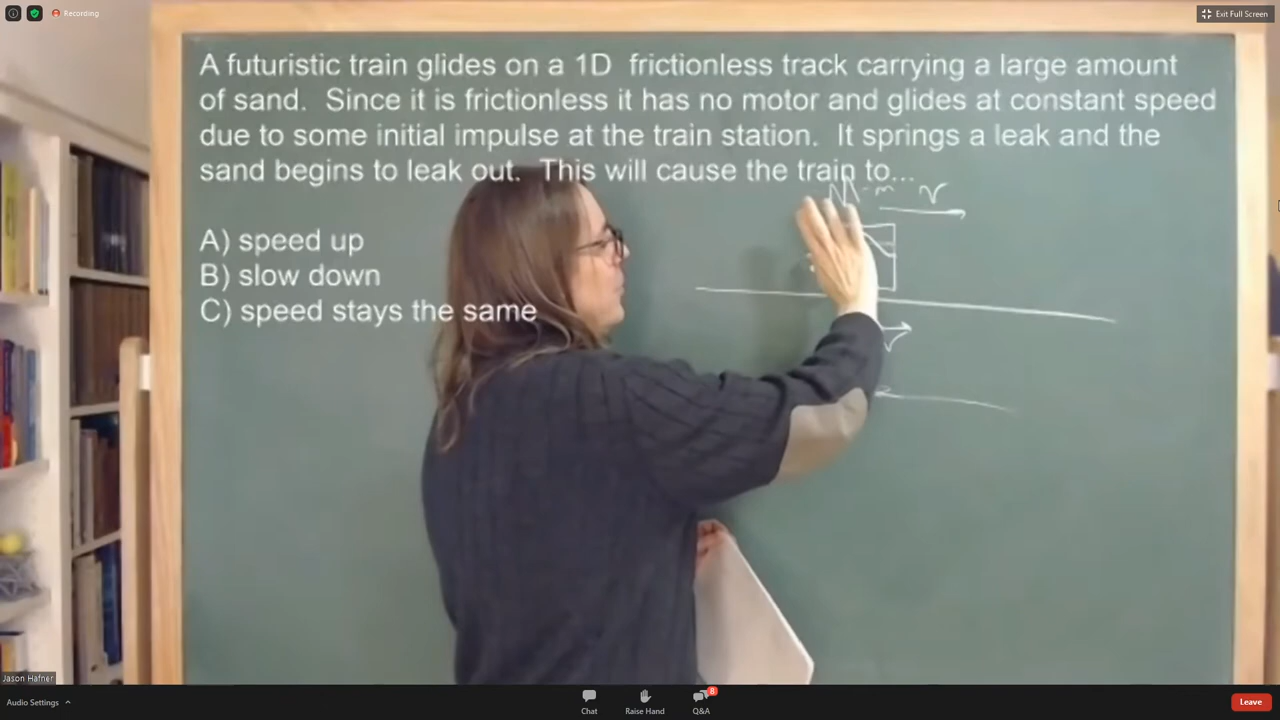 Recording
Exit Full Screen
A futuristic train glides on a 1D frictionless track carrying a large amount
of sand. Since it is frictionless it has no motor and glides at constant speed
due to some initial impulse at the train station. It springs a leak and the
sand begins to leak out. This will cause the train to...
M-m v
A) speed up
B) slow down
C) speed stays the same
v
Jason Hafner
Audio Settings
Chat
Raise Hand
8
Q&A
Leave